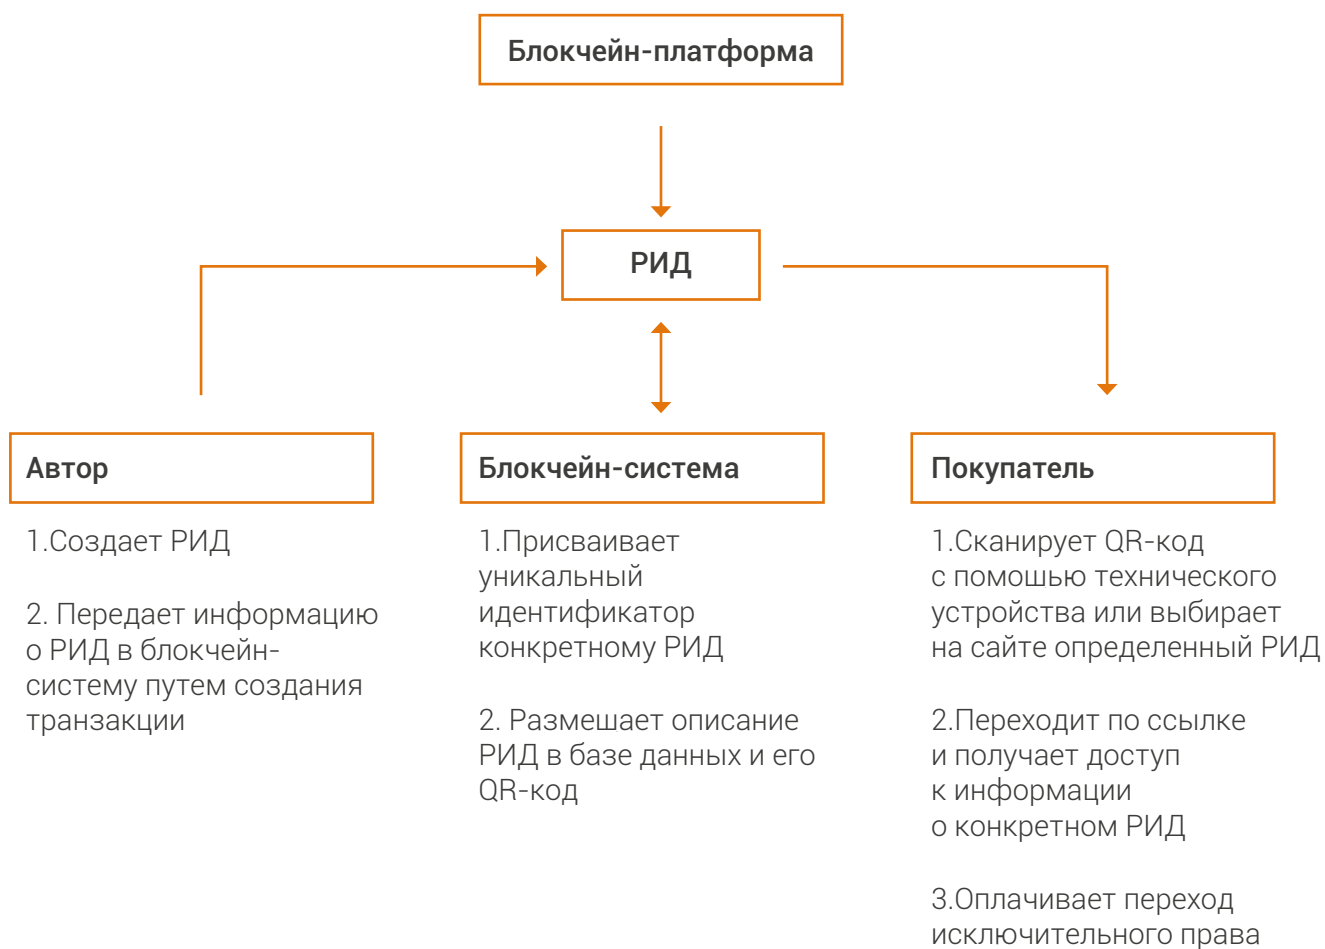 Блокчейн-платформа
РИД
Автор
1.Создает РИД
2. Передает информацию
о РИД в блокчейн-
систему путем создания
транзакции
Блокчейн-система
1.Присваивает
уникальный
идентификатор
конкретному РИД
2. Размешает описание
РИД в базе данных и его
QR-код
Покупатель
1.Сканирует QR-код
с помошью технического
устройства или выбирает
на сайте определенный РИД
2.Переходит по ссылке
и получает доступ
к информации
о конкретном РИД
3.Оплачивает переход
исключительного права